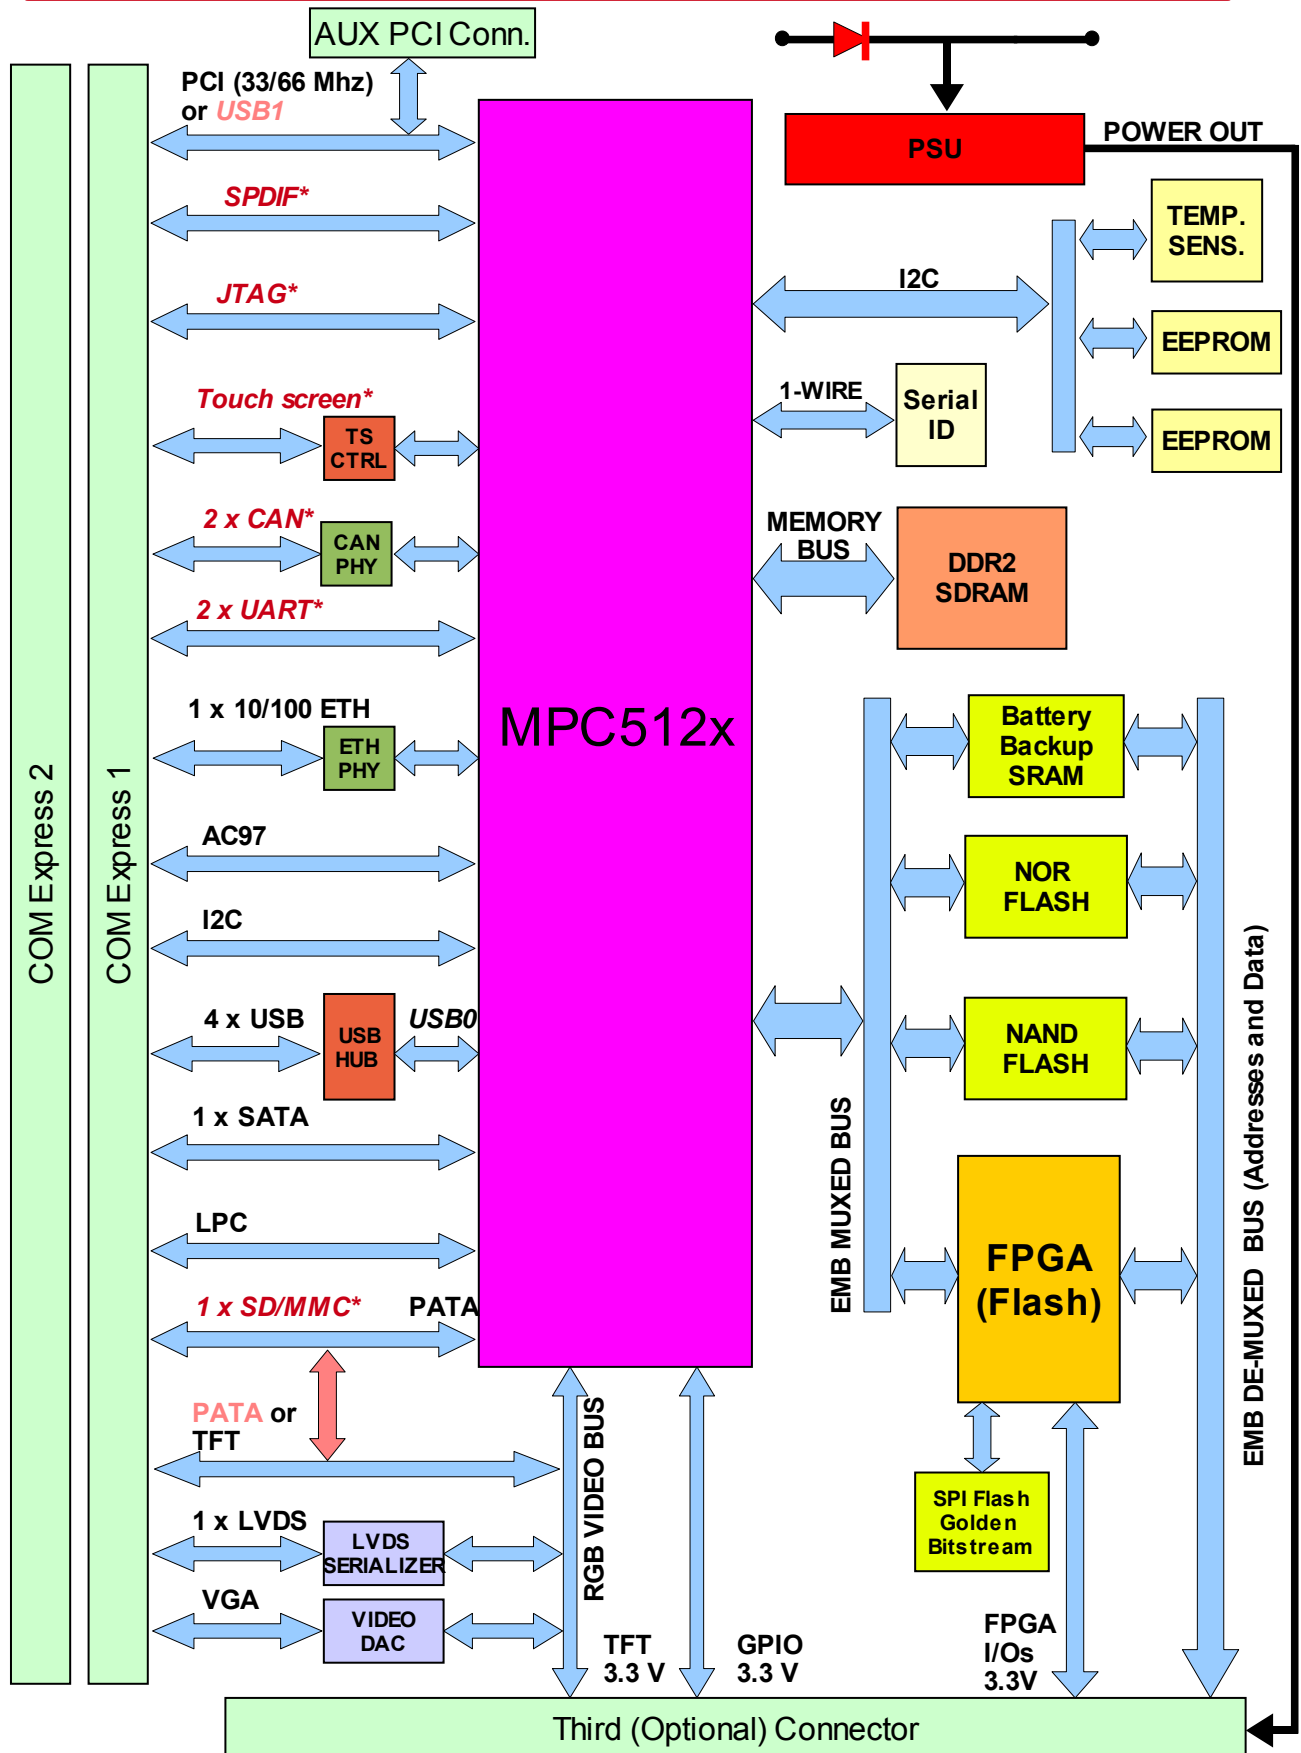 AUX PCI Conn.
PCI (33/66 Mhz)
or USB1
PSU
POWER OUT
SPDIF*
TEMP.
SENS.
JTAG*
I2C
EEPROM
Touch screen*
TS
CTRL
1-WIRE
Serial
ID
EEPROM
2 x CAN*
CAN
PHY
MEMORY
BUS
DDR2
SDRAM
2 x UART*
1 x 10/100 ETH
ETH
PHY
MPC512x
Battery
Backup
SRAM
COM Express 2
COM Express 1
AC97
NOR
FLASH
I2C
4 x USB
USB
HUB
USB0
NAND
FLASH
1 x SATA
EMB MUXED BUS
EMB DE-MUXED BUS (Addresses and Data)
LPC
FPGA
(Flash)
1 x SD/MMC*
PATA
PATA or
TFT
RGB VIDEO BUS
1 x LVDS
LVDS
SERIALIZER
SPI Flash
Golden
Bitstream
VGA
VIDEO
DAC
TFT
3.3 V
GPIO
3.3 V
FPGA
I/Os
3.3V
Third (Optional) Connector